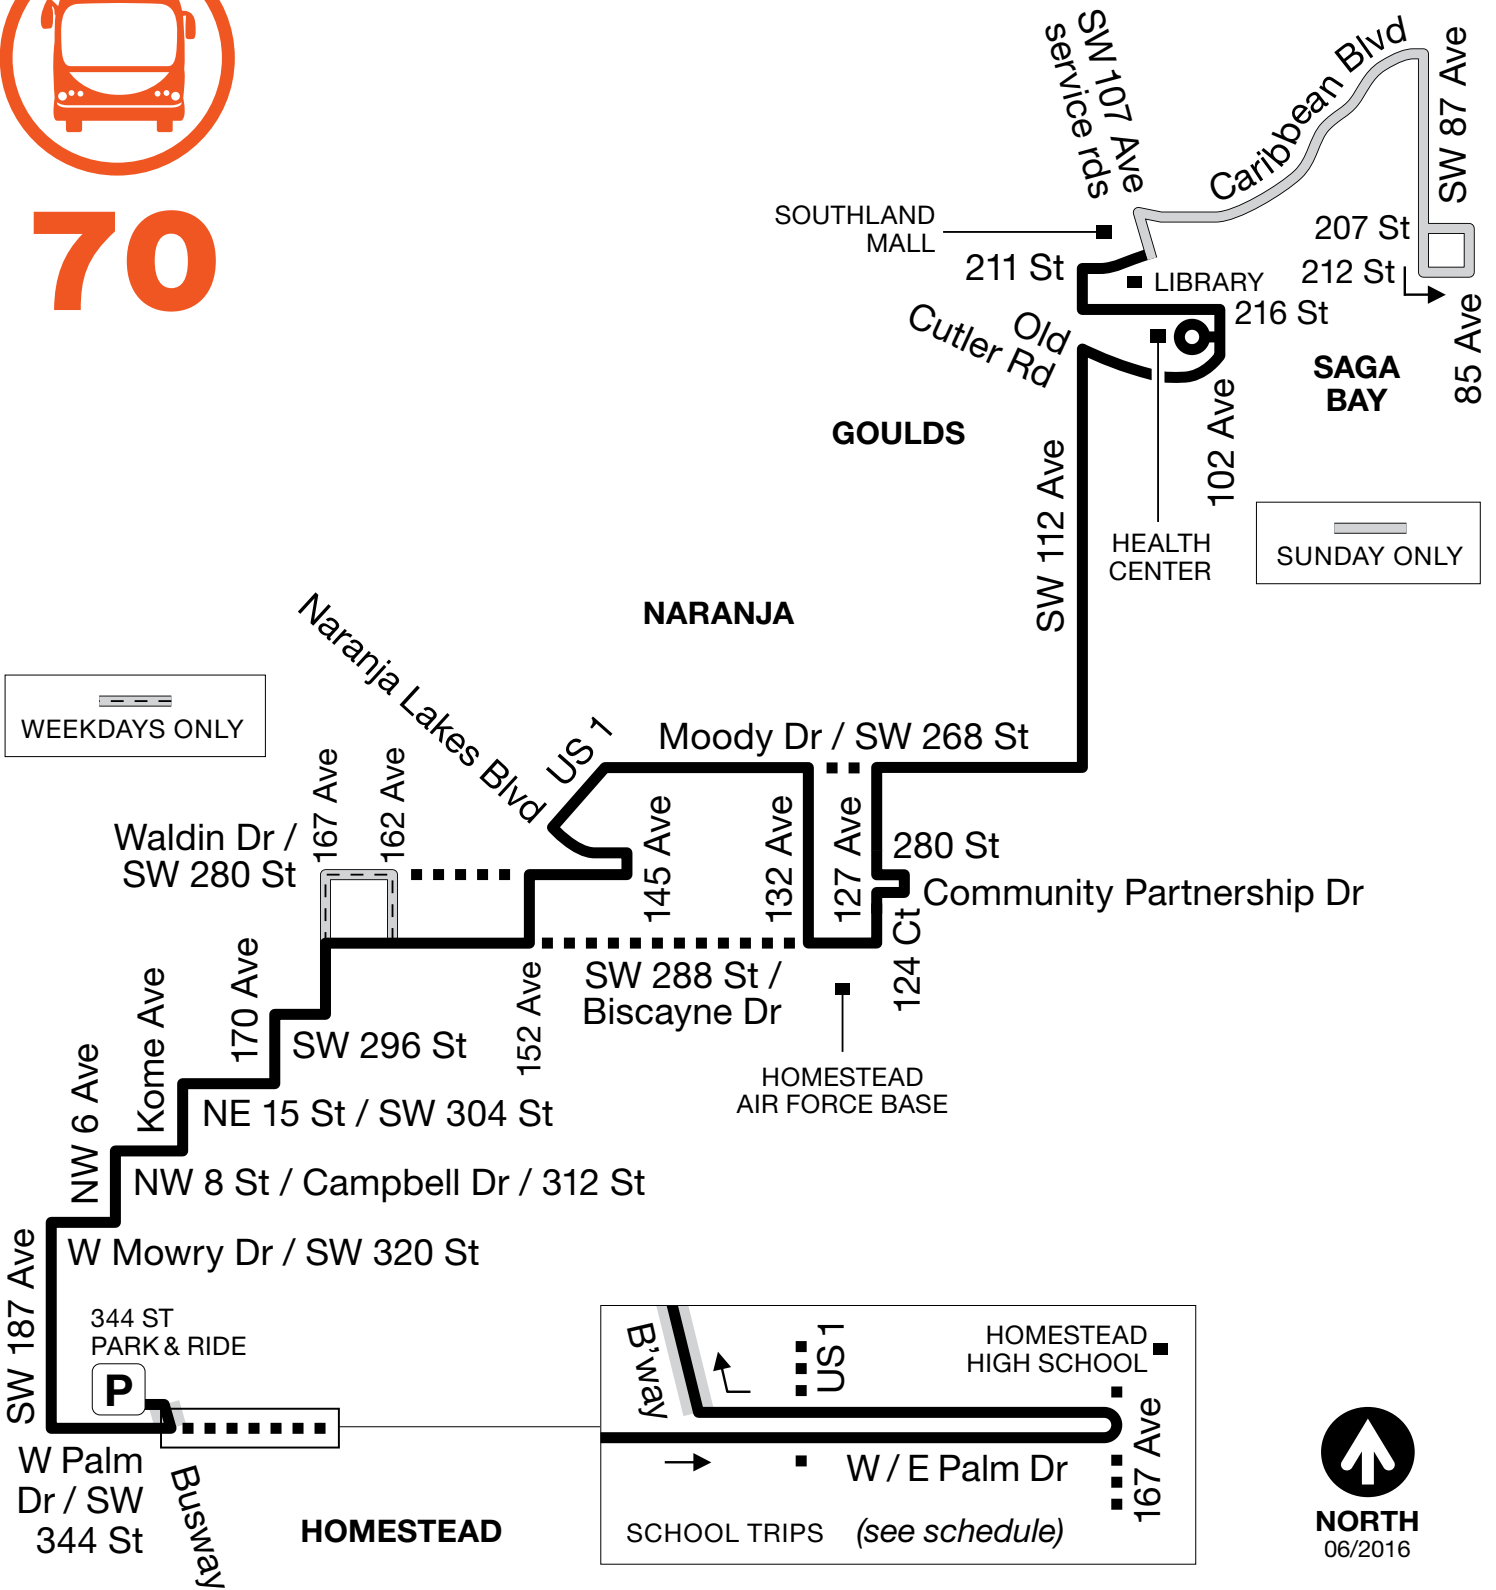 70
SW 107 Ave
service rds
Caribbean Blvd
SW 87 Ave
SOUTHLAND
MALL
207 St
211 St
212 St
LIBRARY
216 St
Old
Cutler Rd
85 Ave
SAGA
BAY
102 Ave
GOULDS
SW 112 Ave
HEALTH
CENTER
SUNDAY ONLY
NARANJA
Naranja Lakes Blvd
WEEKDAYS ONLY
US 1
Moody Dr / SW 268 St
167 Ave
162 Ave
Waldin Dr /
SW 280 St
145 Ave
132 Ave
127 Ave
280 St
Community Partnership Dr
124 Ct
SW 288 St /
Biscayne Dr
152 Ave
170 Ave
Kome Ave
NW 6 Ave
SW 296 St
HOMESTEAD
AIR FORCE BASE
NE 15 St / SW 304 St
NW 8 St / Campbell Dr / 312 St
W Mowry Dr / SW 320 St
SW 187 Ave
344 ST
PARK & RIDE
P
W Palm
Dr / SW
344 St
Busway
HOMESTEAD
B'way
US 1
HOMESTEAD
HIGH SCHOOL
167 Ave
W / E Palm Dr
SCHOOL TRIPS (see schedule)
NORTH
06/2016